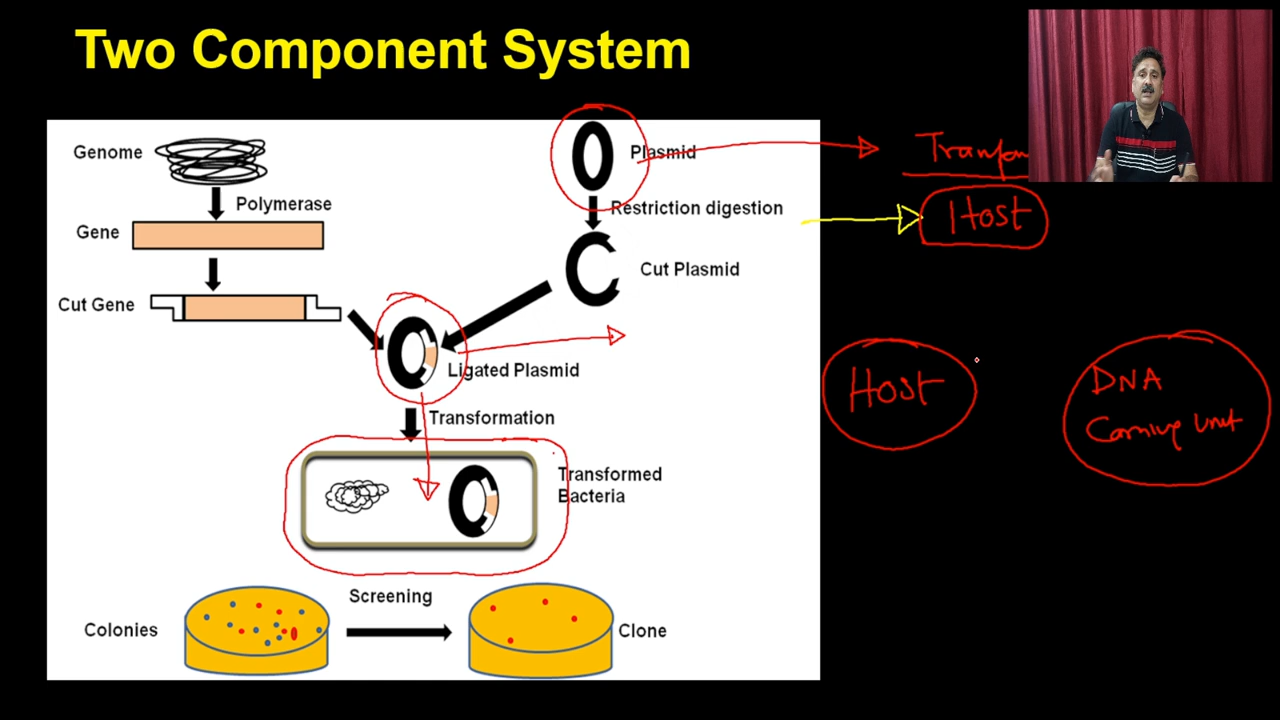 Two Component System
Genome
Polymerase
Gene
Cut Gene
Plasmid
Restriction digestion
Cut Plasmid
Ligated Plasmid
Transformation
Transformed
Bacteria
Colonies
Screening
Clone
Host
Host
DNA
unit